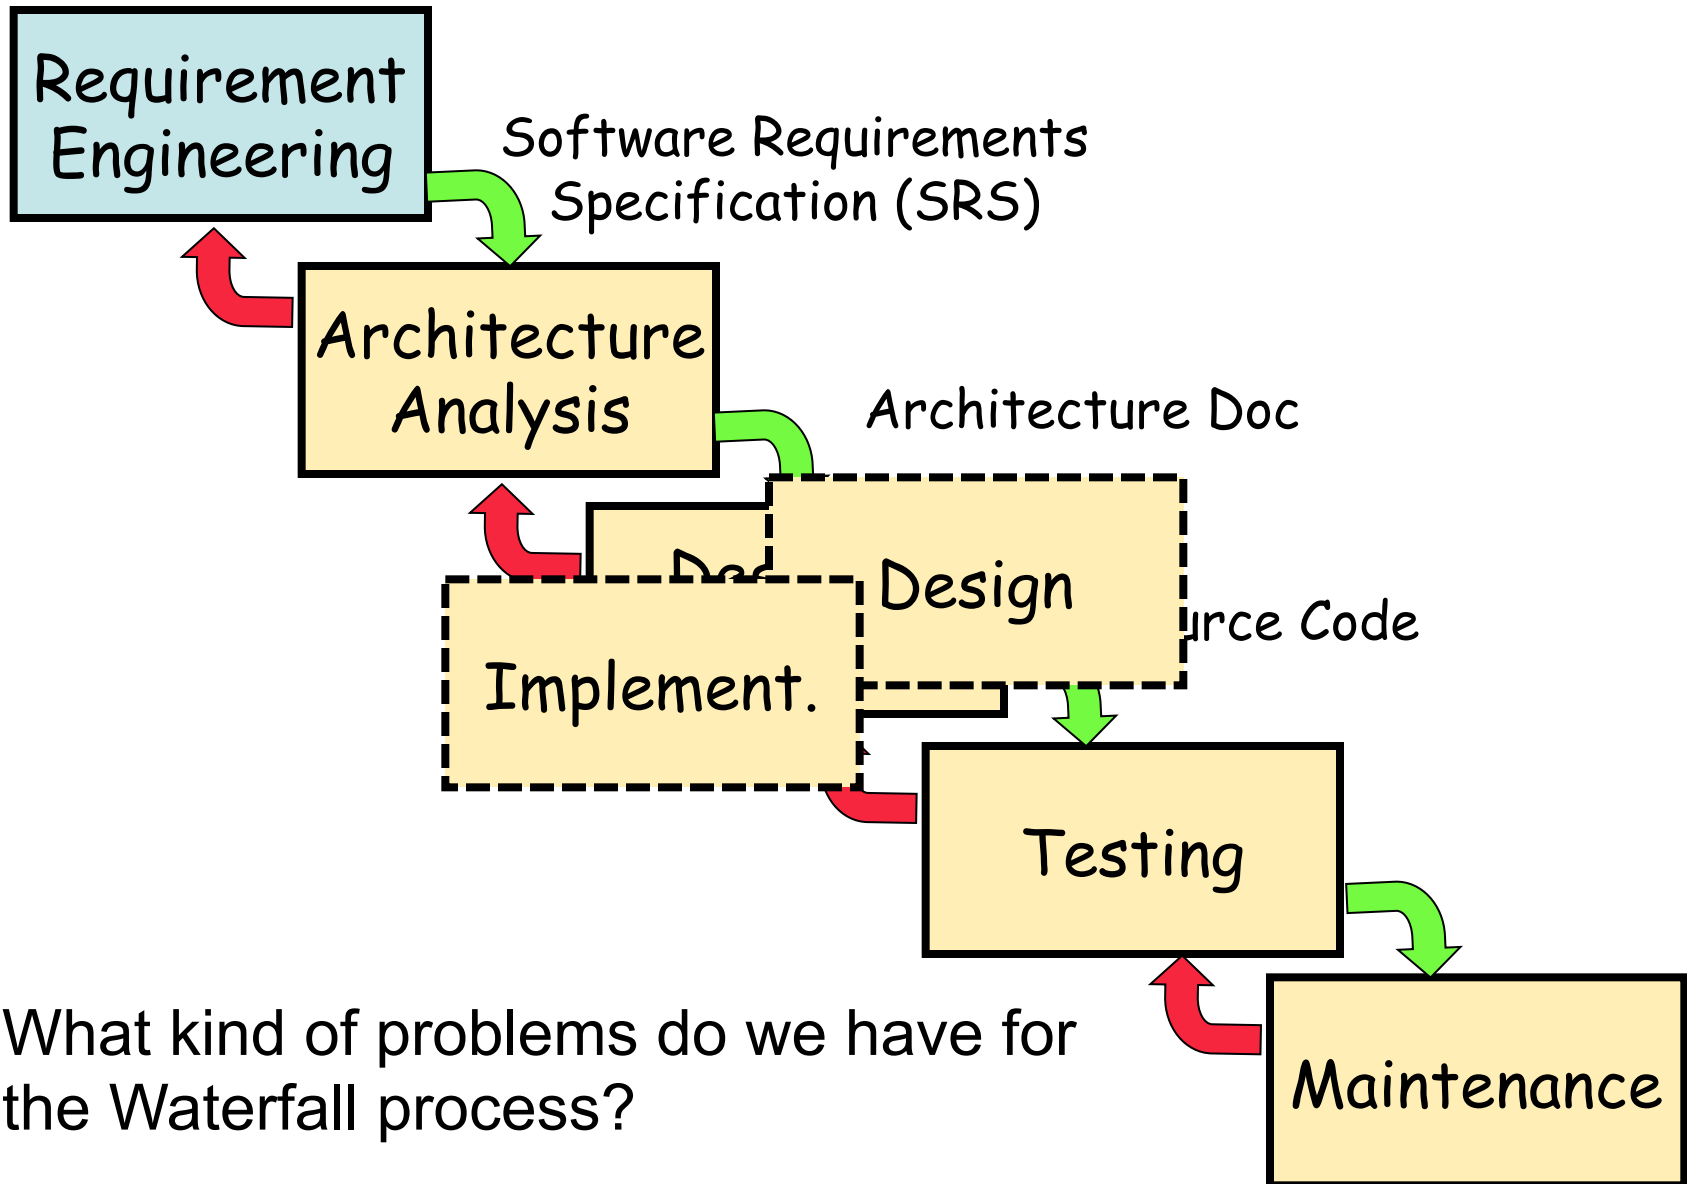 Requirement
Engineering
Software Requirements
Specification (SRS)
Architecture
Analysis
Architecture Doc
Design
Code
Implement.
Testing
Maintenance
What kind of problems do we have for
the Waterfall process?